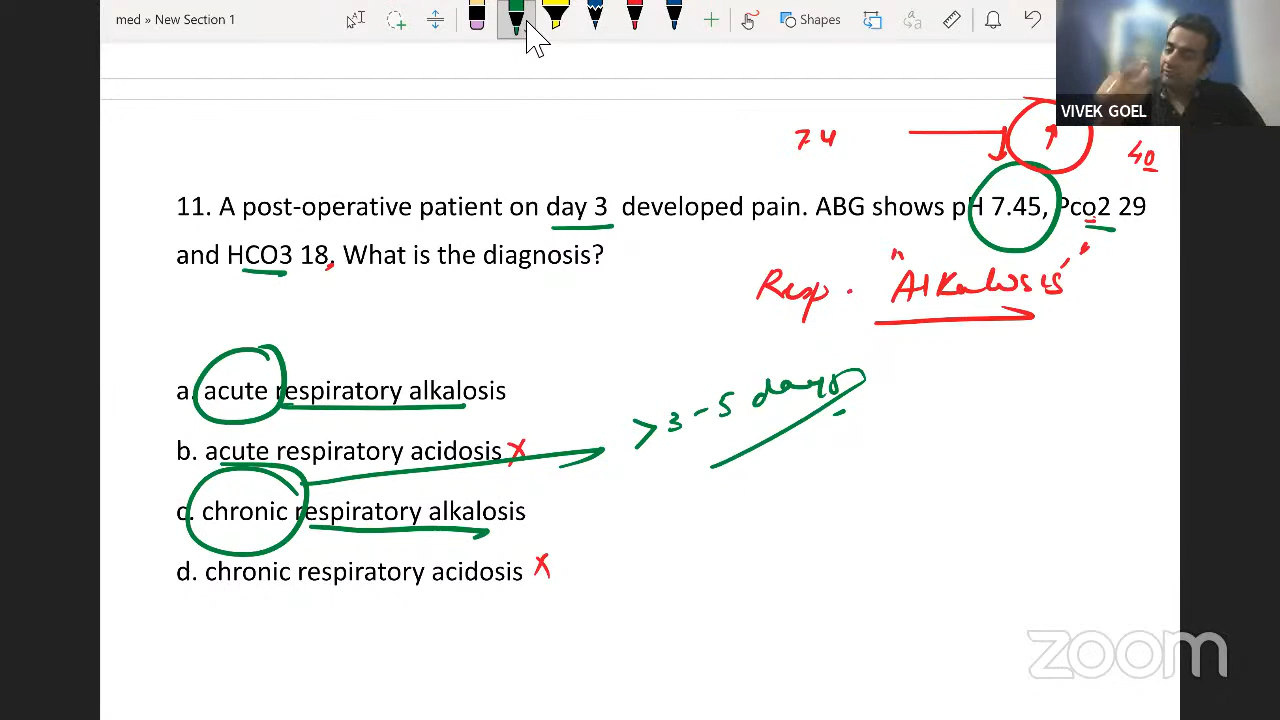 med » New Section 1
Shapes
VIVEK GOEL
7.4
40
11. A post-operative patient on day 3 developed pain. ABG shows pH 7.45, Pco2 29
and HCO3 18, What is the diagnosis?
Resp. "Alkalosis"
a. acute respiratory alkalosis
> 3-5 days
b. acute respiratory acidosis x
c. chronic respiratory alkalosis
d. chronic respiratory acidosis x
zoom